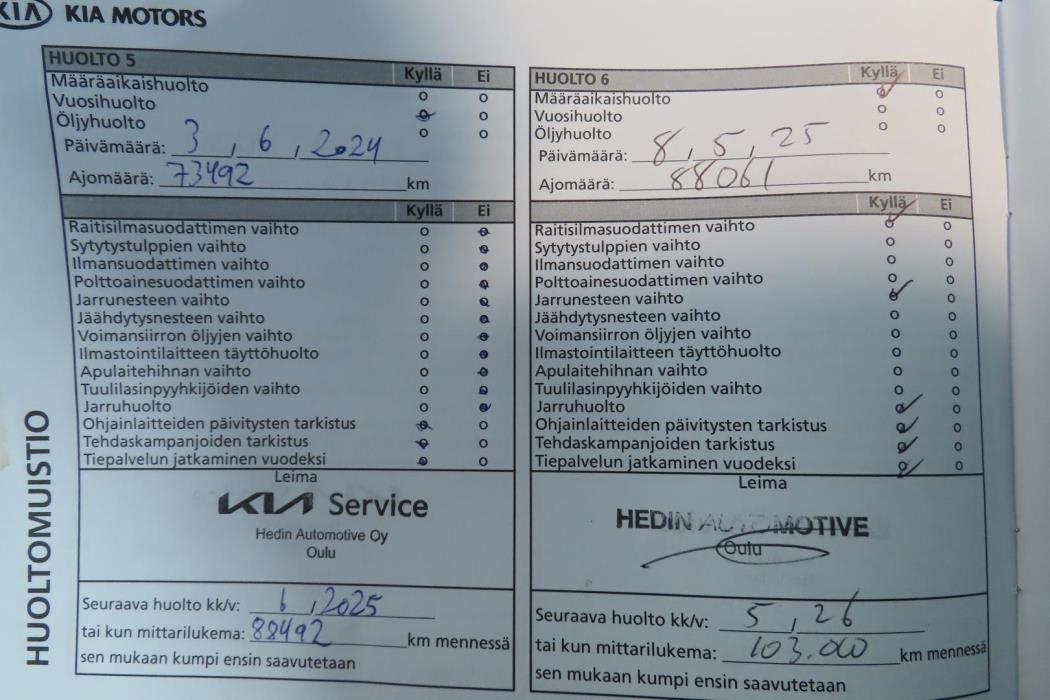 KIA KIA MOTORS
HUOLTOMUISTIO
HUOLTO 5 Kyllä Ei
Määräaikaishuolto
Vuosihuolto
Öljyhuolto
Päivämäärä: 3, 6, 2024
Ajomäärä: 73492 km
Kyllä Ei
Raitisilmasuodattimen vaihto
Sytytystulppien vaihto
Ilmansuodattimen vaihto
Polttoainesuodattimen vaihto
Jarrunesteen vaihto
Jäähdytysnesteen vaihto
Voimansiirron öljyjen vaihto
Ilmastointilaitteen täyttöhuolto
Apulaitehihnan vaihto
Tuulilasinpyyhkijöiden vaihto
Jarruhuolto
Ohjainlaitteiden päivitysten tarkistus
Tehdaskampanjoiden tarkistus
Tiepalvelun jatkaminen vuodeksi
Leima
KIA Service
Hedin Automotive Oy
Oulu
Seuraava huolto kk/v: 6, 2025
tai kun mittarilukema: 88492 km mennessä
sen mukaan kumpi ensin saavutetaan
HUOLTO 6 Kyllä Ei
Määräaikaishuolto
Vuosihuolto
Öljyhuolto
Päivämäärä: 8, 5, 25
Ajomäärä: 88061 km
Kyllä Ei
Raitisilmasuodattimen vaihto
Sytytystulppien vaihto
Ilmansuodattimen vaihto
Polttoainesuodattimen vaihto
Jarrunesteen vaihto
Jäähdytysnesteen vaihto
Voimansiirron öljyjen vaihto
Ilmastointilaitteen täyttöhuolto
Apulaitehihnan vaihto
Tuulilasinpyyhkijöiden vaihto
Jarruhuolto
Ohjainlaitteiden päivitysten tarkistus
Tehdaskampanjoiden tarkistus
Tiepalvelun jatkaminen vuodeksi
Leima
HEDIN AUTOMOTIVE
Oulu
Seuraava huolto kk/v: 5, 26
tai kun mittarilukema: 103.000 km mennessä
sen mukaan kumpi ensin saavutetaan